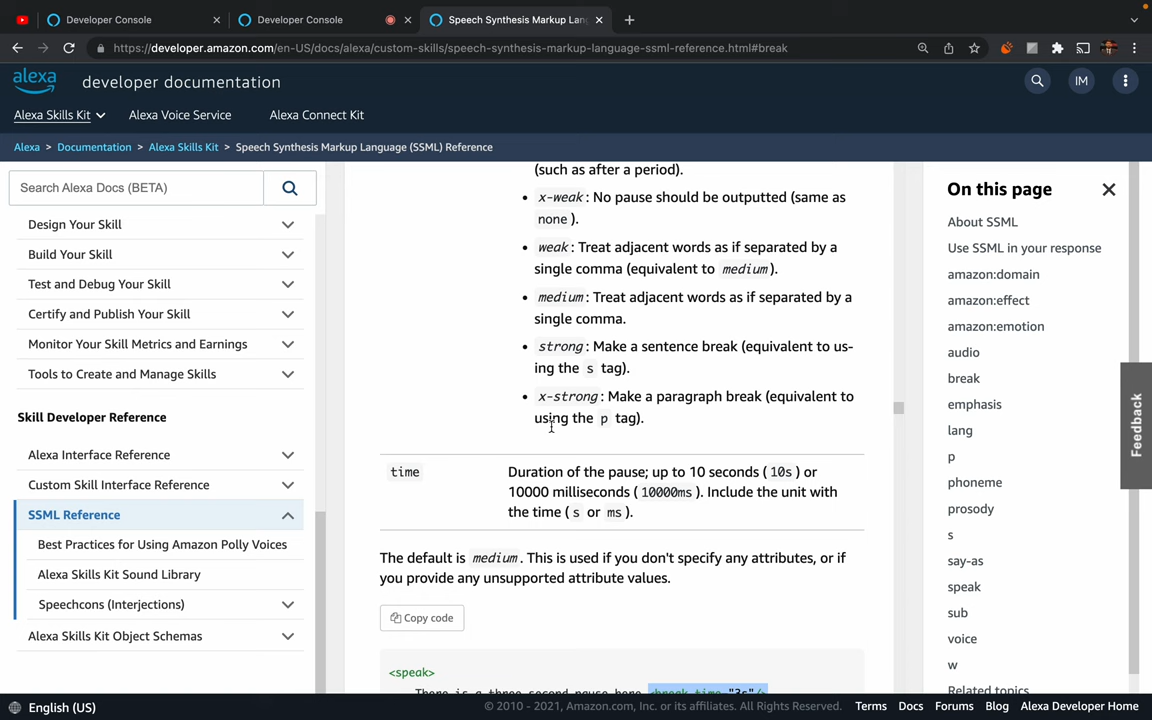 Developer Console
Developer Console
Speech Synthesis Markup Lan
https://developer.amazon.com/en-US/docs/alexa/custom-skills/speech-synthesis-markup-language-ssml-reference.html#break
alexa
developer documentation
IM
Alexa Skills Kit
Alexa Voice Service
Alexa Connect Kit
Alexa > Documentation > Alexa Skills Kit > Speech Synthesis Markup Language (SSML) Reference
Search Alexa Docs (BETA)
Design Your Skill
Build Your Skill
Test and Debug Your Skill
Certify and Publish Your Skill
Monitor Your Skill Metrics and Earnings
Tools to Create and Manage Skills
Skill Developer Reference
Alexa Interface Reference
Custom Skill Interface Reference
SSML Reference
Best Practices for Using Amazon Polly Voices
Alexa Skills Kit Sound Library
Speechcons (Interjections)
Alexa Skills Kit Object Schemas
(such as after a period).
• x-weak: No pause should be outputted (same as
none ).
• weak: Treat adjacent words as if separated by a
single comma (equivalent to medium ).
• medium: Treat adjacent words as if separated by a
single comma.
• strong: Make a sentence break (equivalent to us-
ing the s tag).
• x-strong: Make a paragraph break (equivalent to
using the p tag).
time
Duration of the pause; up to 10 seconds ( 10s ) or
10000 milliseconds ( 10000ms ). Include the unit with
the time ( s or ms ).
The default is medium . This is used if you don't specify any attributes, or if
you provide any unsupported attribute values.
Copy code
<speak>
There is a three second pause here <break time="3s"/>
On this page
About SSML
Use SSML in your response
amazon:domain
amazon:effect
amazon:emotion
audio
break
emphasis
lang
p
phoneme
prosody
s
say-as
speak
sub
voice
w
Related topics
Feedback
English (US)
© 2010 - 2021, Amazon.com, Inc. or its affiliates. All Rights Reserved.
Terms
Docs
Forums
Blog
Alexa Developer Home